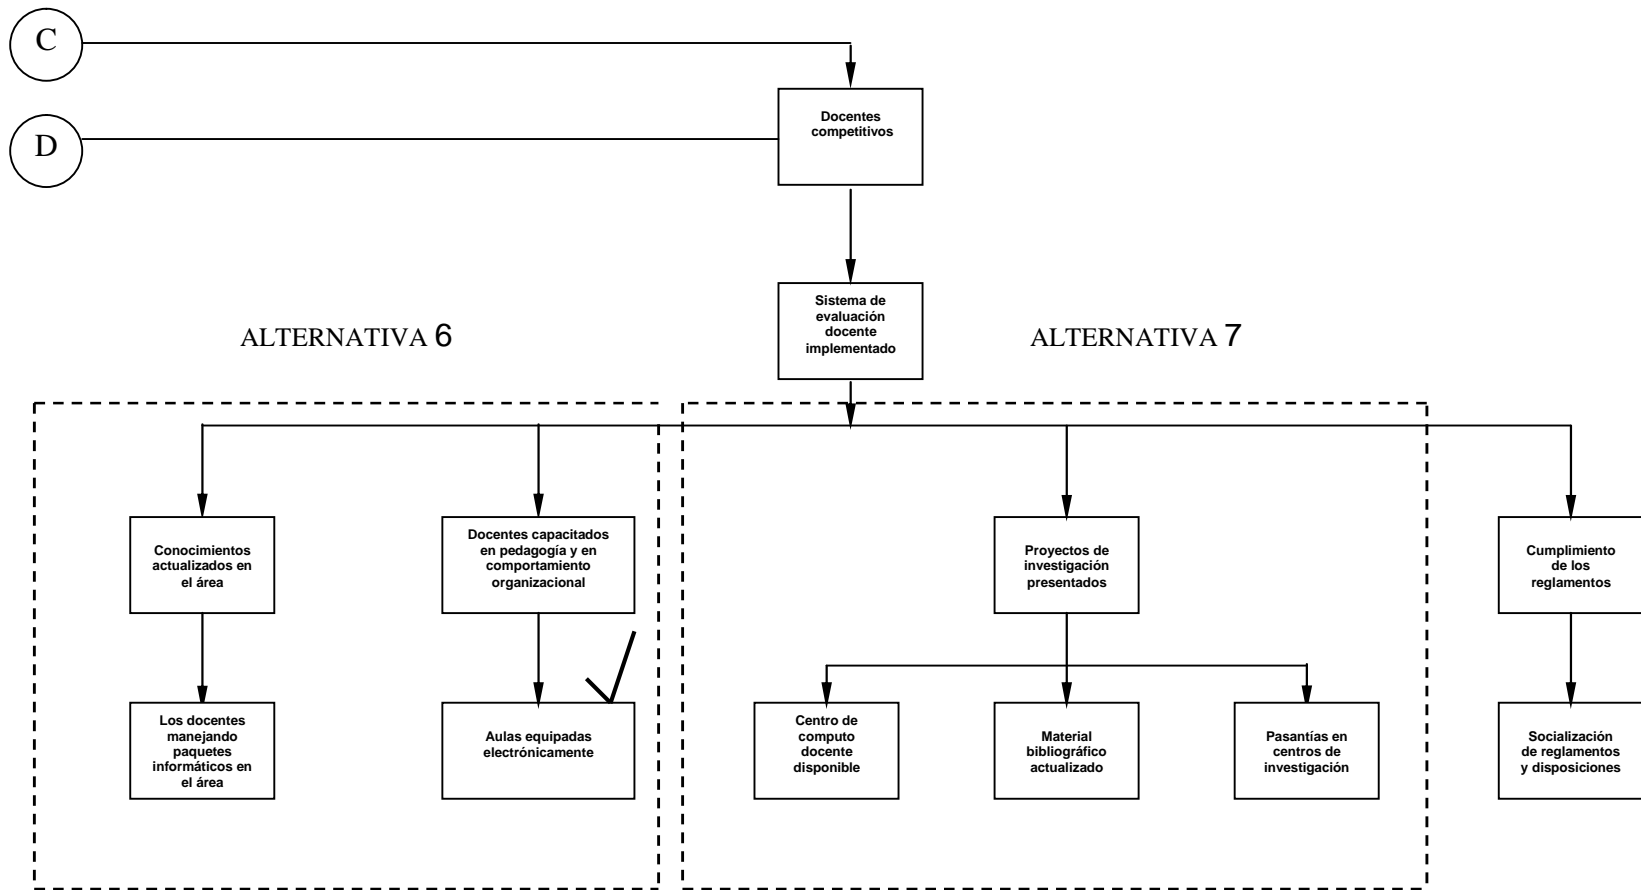 C
Docentes
competitivos
D
Sistema de
evaluación
docente
implementado
ALTERNATIVA 6
ALTERNATIVA 7
Conocimientos
actualizados en
el área
Docentes capacitados
en pedagogía y en
comportamiento
organizacional
Proyectos de
investigación
presentados
Cumplimiento
de los
reglamentos
Los docentes
manejando
paquetes
informáticos en
el área
Aulas equipadas
electrónicamente
Centro de
computo
docente
disponible
Material
bibliográfico
actualizado
Pasantías en
centros de
investigación
Socialización
de reglamentos
y disposiciones